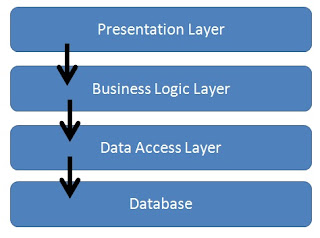 Presentation Layer
Business Logic Layer
Data Access Layer
Database